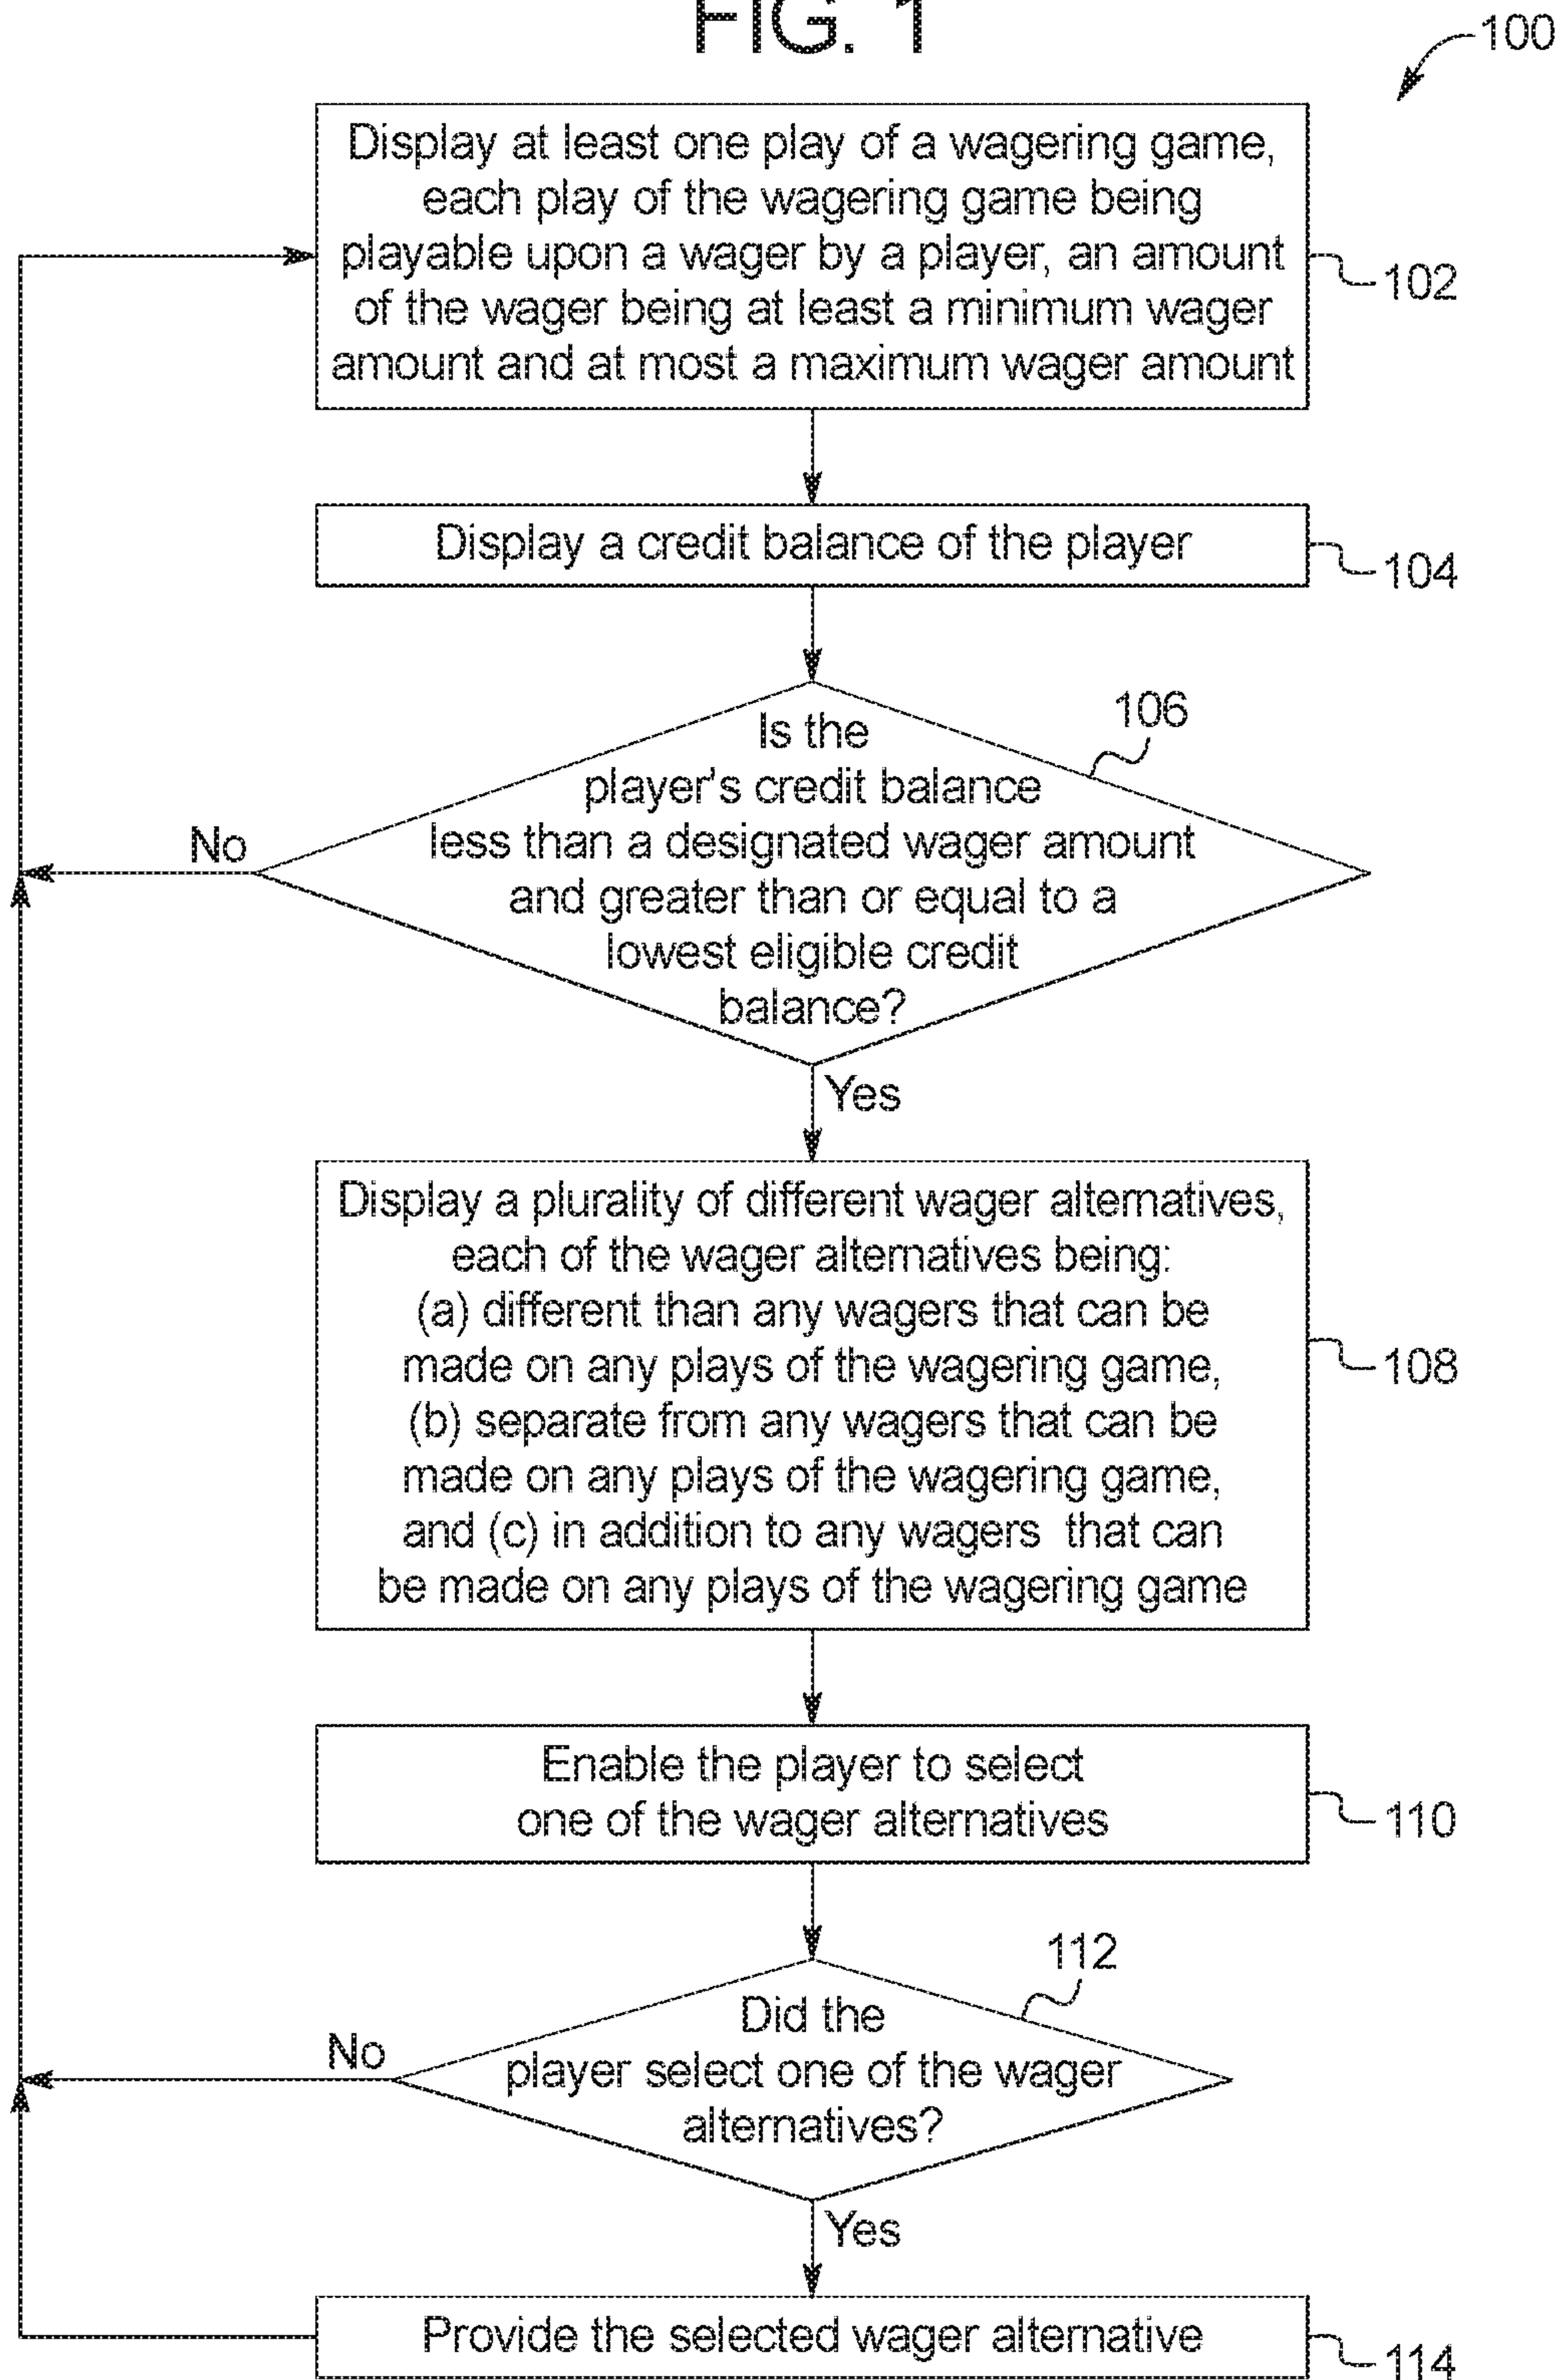 FIG. 1
100
Display at least one play of a wagering game,
each play of the wagering game being
playable upon a wager by a player, an amount
of the wager being at least a minimum wager
amount and at most a maximum wager amount
102
Display a credit balance of the player
104
106
Is the
player's credit balance
less than a designated wager amount
and greater than or equal to a
lowest eligible credit
balance?
No
Yes
Display a plurality of different wager alternatives,
each of the wager alternatives being:
(a) different than any wagers that can be
made on any plays of the wagering game,
(b) separate from any wagers that can be
made on any plays of the wagering game,
and (c) in addition to any wagers that can
be made on any plays of the wagering game
108
Enable the player to select
one of the wager alternatives
110
112
Did the
player select one of the wager
alternatives?
No
Yes
Provide the selected wager alternative
114